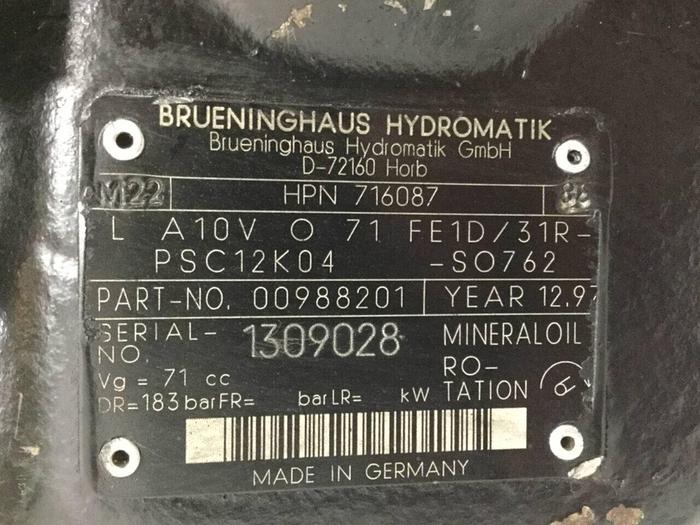 BRUENINGHAUS HYDROMATIK
Brueninghaus Hydromatik GmbH
D-72160 Horb
M22 HPN 716087
L A10V O 71 FE1D/31R-
PSC12K04 -SO762
PART-NO. 00988201 YEAR 12.97
SERIAL-NO. 1309028 MINERALOIL
Vg = 71 cc RO-TATION
DR=183 bar FR= bar LR= kW
MADE IN GERMANY